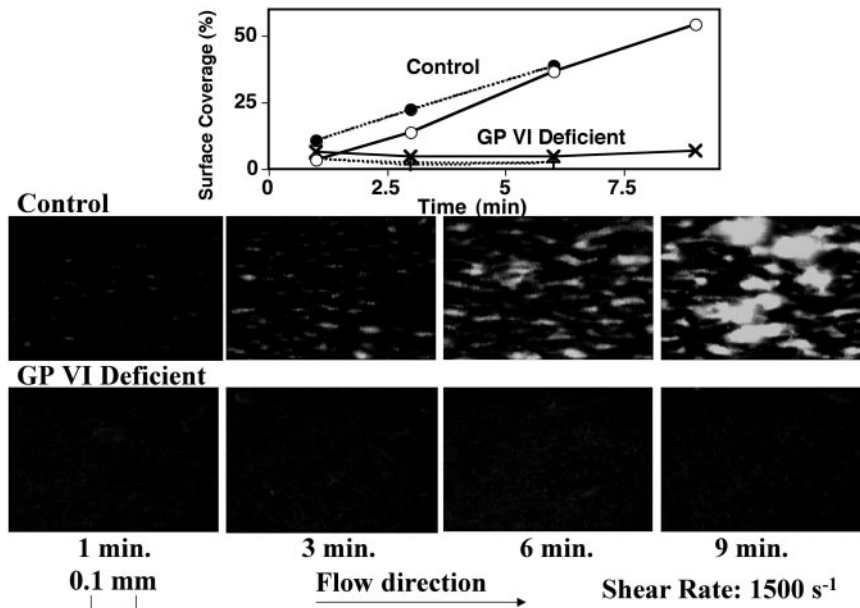 Surface Coverage (%)
50
25
0
Control
GP VI Deficient
0 2.5 5 7.5
Time (min)
Control
GP VI Deficient
1 min. 3 min. 6 min. 9 min.
0.1 mm Flow direction Shear Rate: 1500 s⁻¹